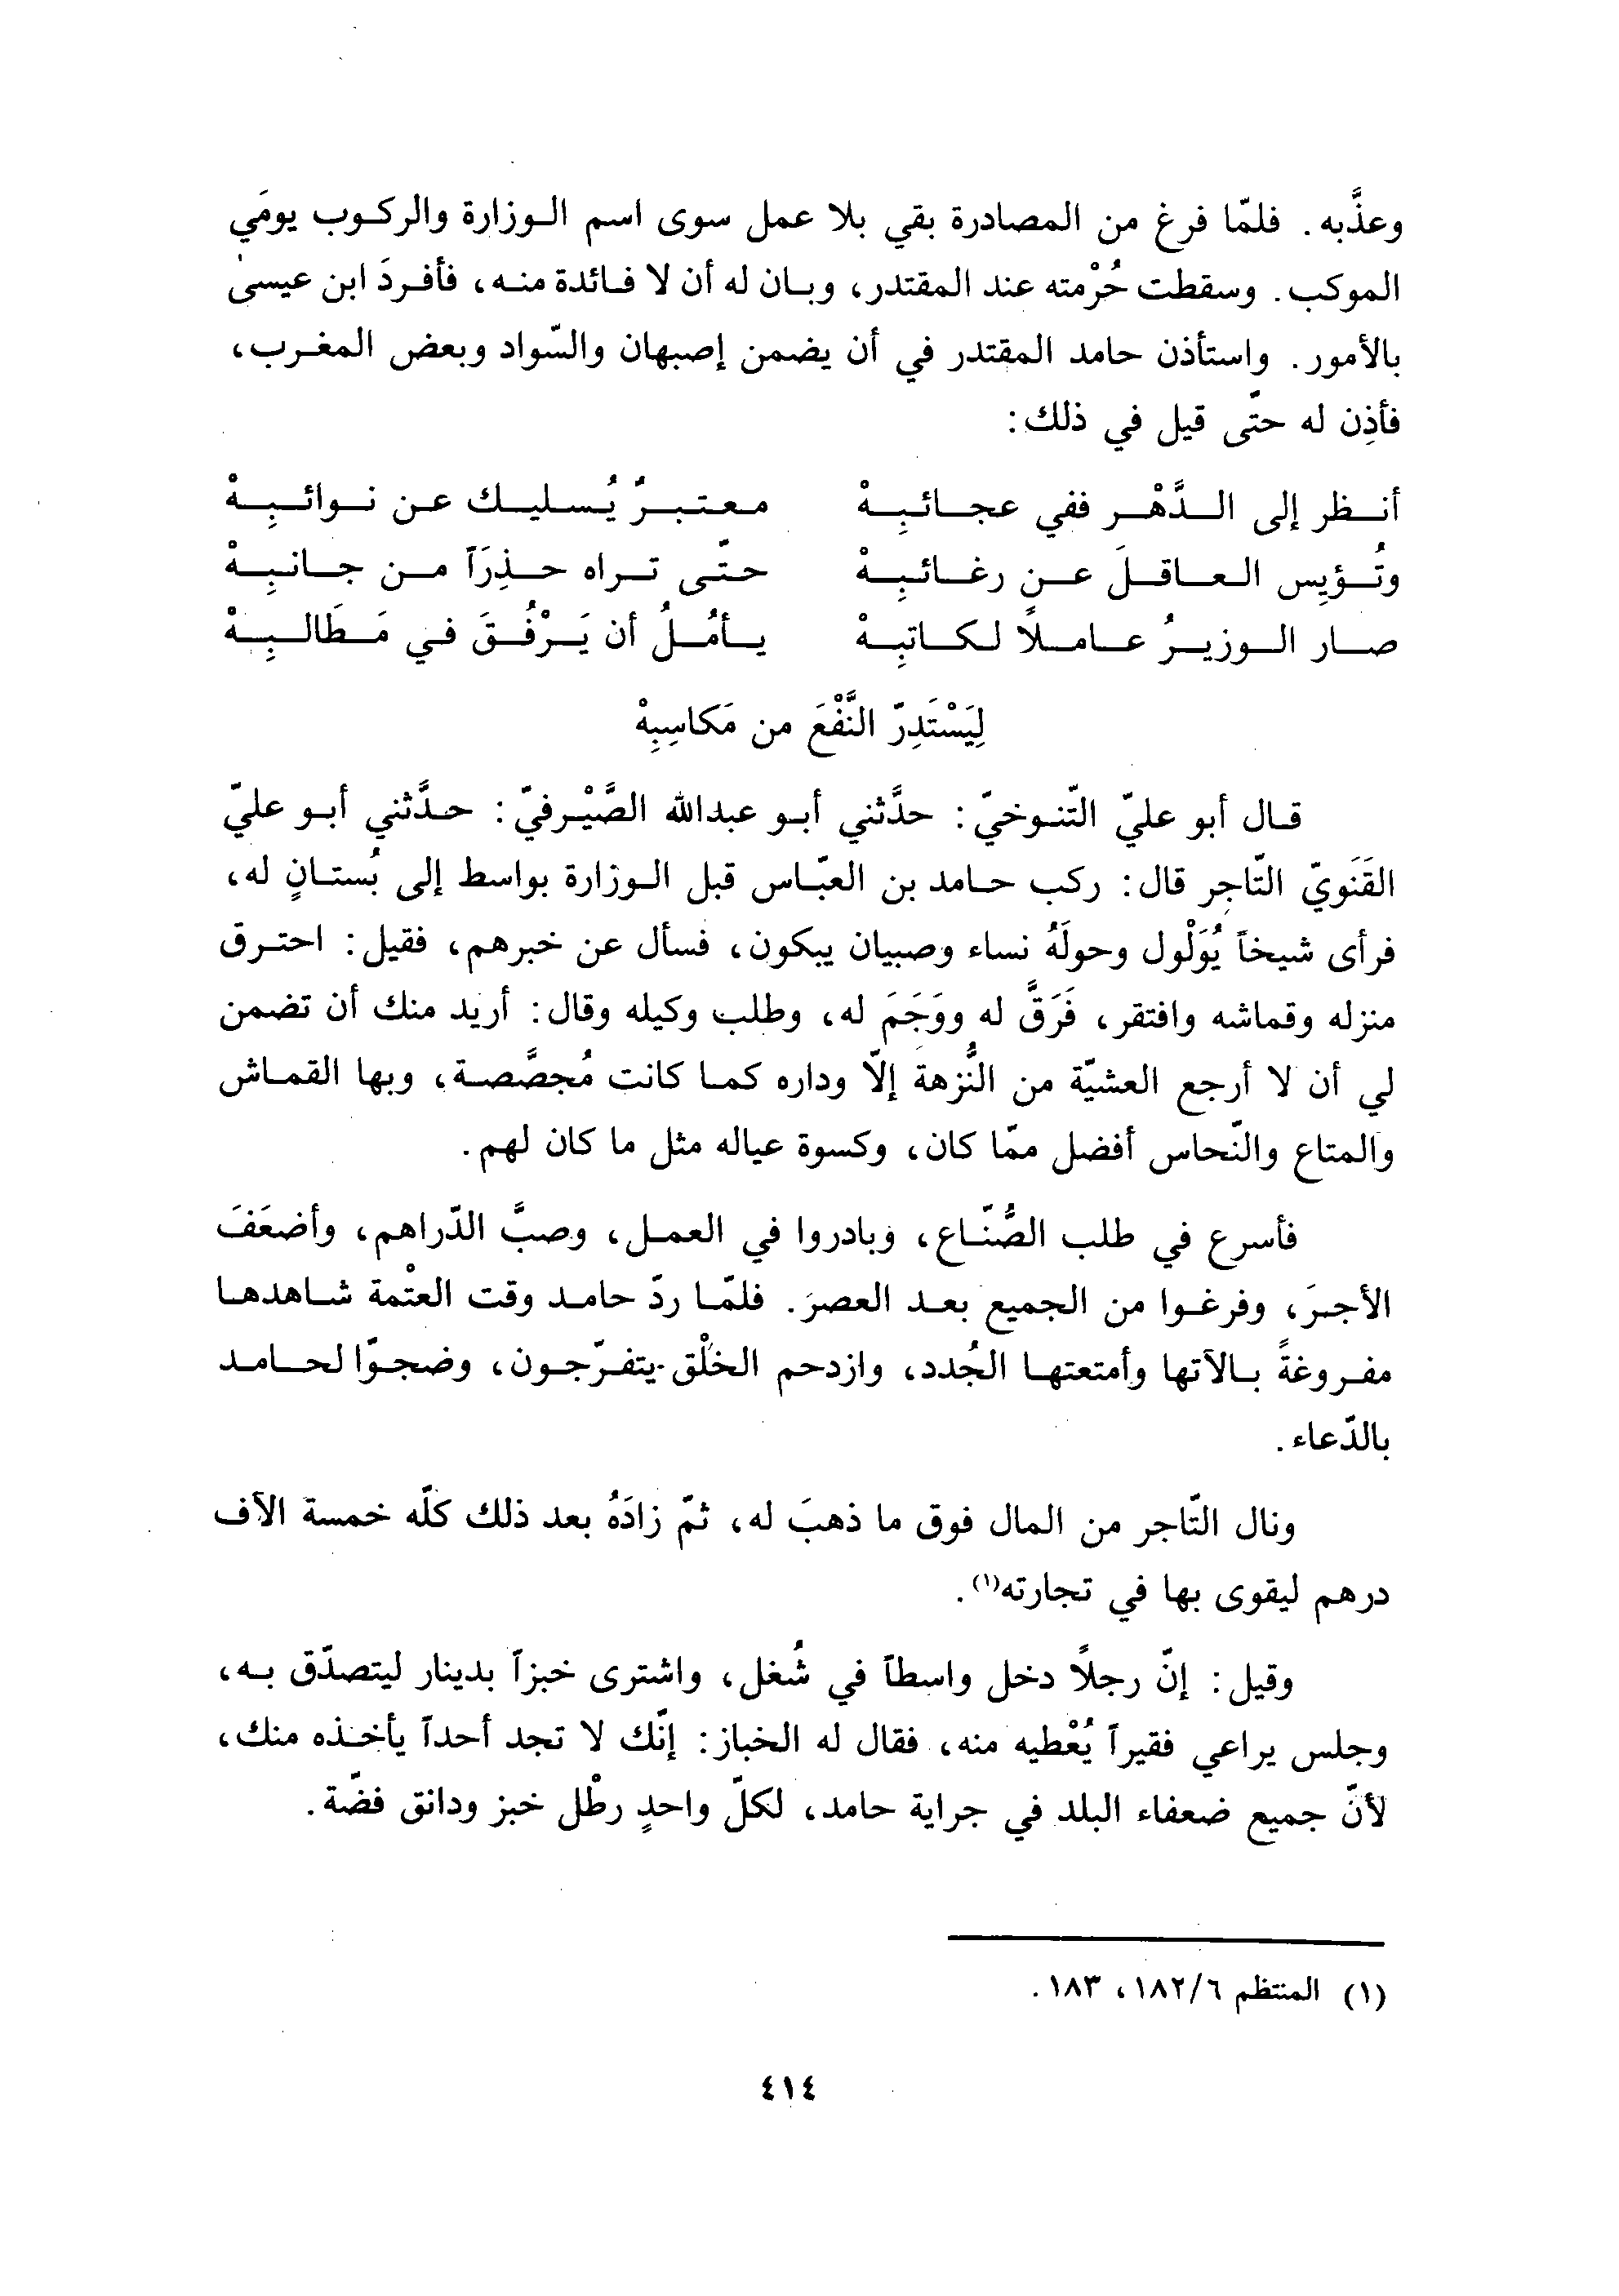 وعذَّبه. فلمّا فرغ من المصادرة بقي بلا عمل سوى اسم الوزارة والركوب يومَي
الموكب. وسقطت حُرْمته عند المقتدر، وبان له أن لا فائدة منه، فأفردَ ابن عيسى
بالأمور. واستأذن حامد المقتدر في أن يضمن إصبهان والسّواد وبعض المغرب،
فأذِن له حتّى قيل في ذلك:
أنظر إلى الدَّهْر ففي عجائبِهْ معتبرٌ يُسليك عن نوائبِهْ
وتُؤيِس العاقلَ عن رغائبِهْ حتّى تراه حذِرَاً من جانبِهْ
صار الوزيرُ عاملًا لكاتبِهْ يأمُلُ أن يَرْفُقَ في مَطَالبِهْ
لِيَسْتَدِرّ النَّفْعَ من مَكاسِبِهْ
قال أبو عليّ التّنوخيّ: حدَّثني أبو عبدالله الصَّيْرفيّ: حدَّثني أبو عليّ
القَنَويّ التّاجر قال: ركب حامد بن العبّاس قبل الوزارة بواسط إلى بُستانٍ له،
فرأى شيخاً يُوَلْول وحولَهُ نساء وصبيان يبكون، فسأل عن خبرهم، فقيل: احترق
منزله وقماشه وافتقر، فَرَقَّ له ووَجَمَ له، وطلب وكيله وقال: أريد منك أن تضمن
لي أن لا أرجع العشيّة من النُّزهة إلّا وداره كما كانت مُجصَّصة، وبها القماش
والمتاع والنّحاس أفضل ممّا كان، وكسوة عياله مثل ما كان لهم.
فأسرع في طلب الصُّنّاع، وبادروا في العمل، وصبَّ الدّراهم، وأضعَفَ
الأجرَ، وفرغوا من الجميع بعد العصر. فلمّا ردّ حامد وقت العتْمة شاهدها
مفروغةً بآلاتها وأمتعتها الجُدد، وازدحم الخلْق يتفرّجون، وضجوّا لحامد
بالدّعاء.
ونال التّاجر من المال فوق ما ذهبَ له، ثمّ زادَهُ بعد ذلك كلّه خمسة الآف
درهم ليقوى بها في تجارته(١).
وقيل: إنّ رجلًا دخل واسطاً في شُغل، واشترى خبزاً بدينار ليتصدّق به،
وجلس يراعي فقيراً يُعْطيه منه، فقال له الخباز: إنّك لا تجد أحداً يأخذه منك،
لأنّ جميع ضعفاء البلد في جراية حامد، لكلّ واحدٍ رطْل خبز ودانق فضّة.
(١) المنتظم ٦/١٨٢، ١٨٣.
٤١٤